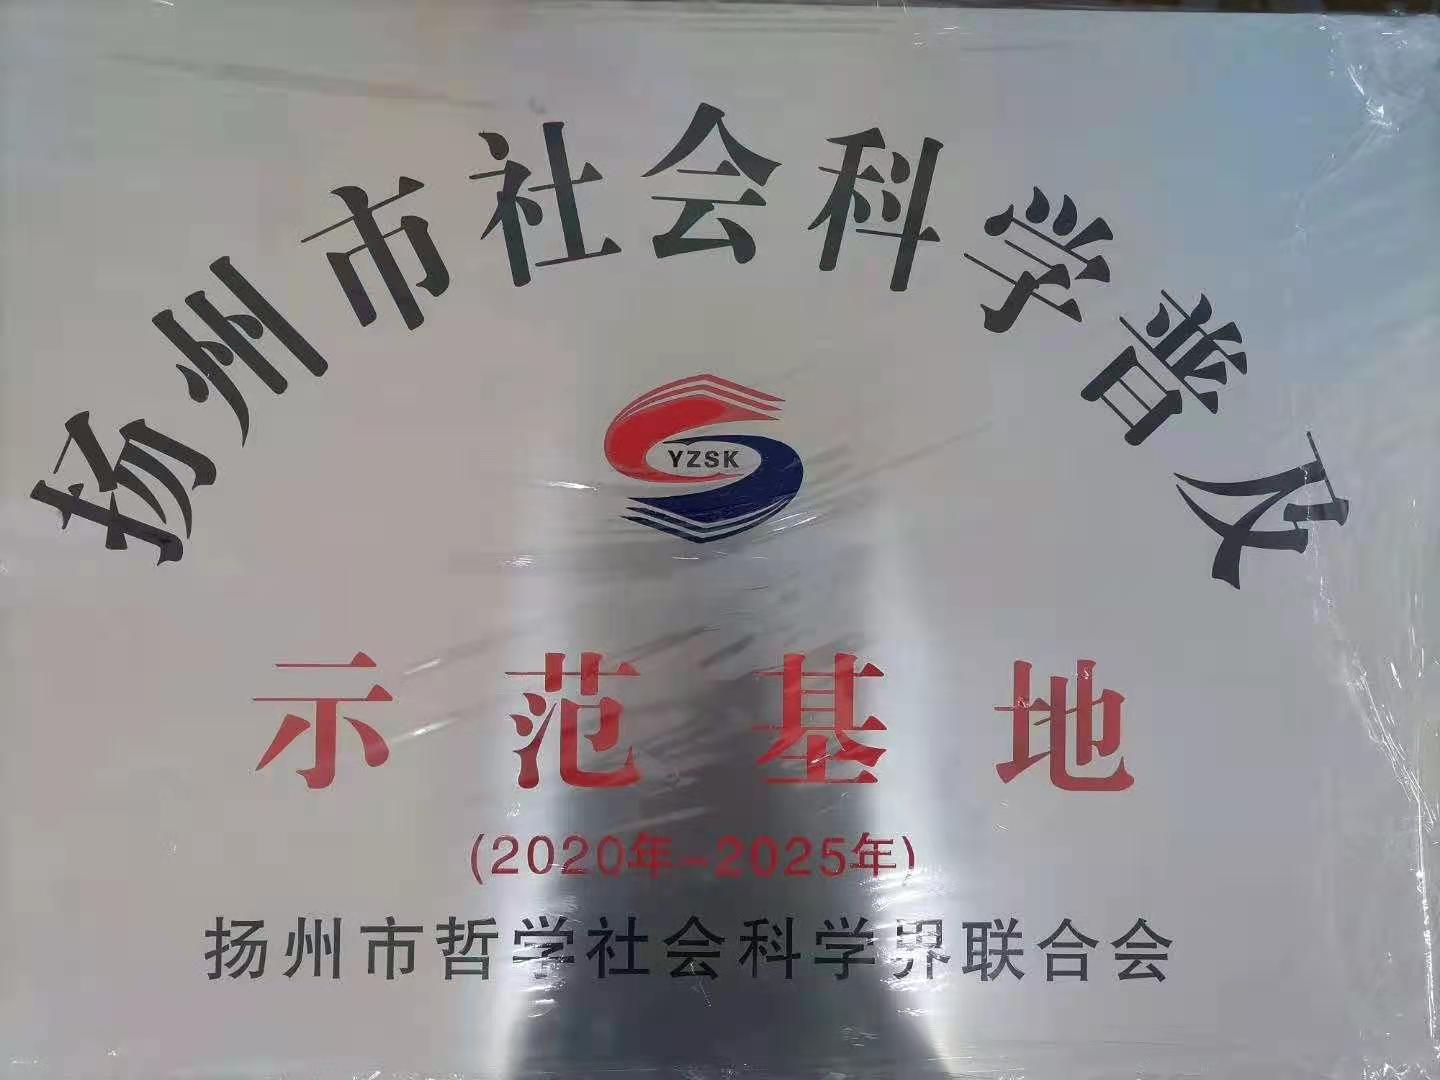 扬州市社会科学普及
YZSK
示范基地
(2020年-2025年)
扬州市哲学社会科学界联合会